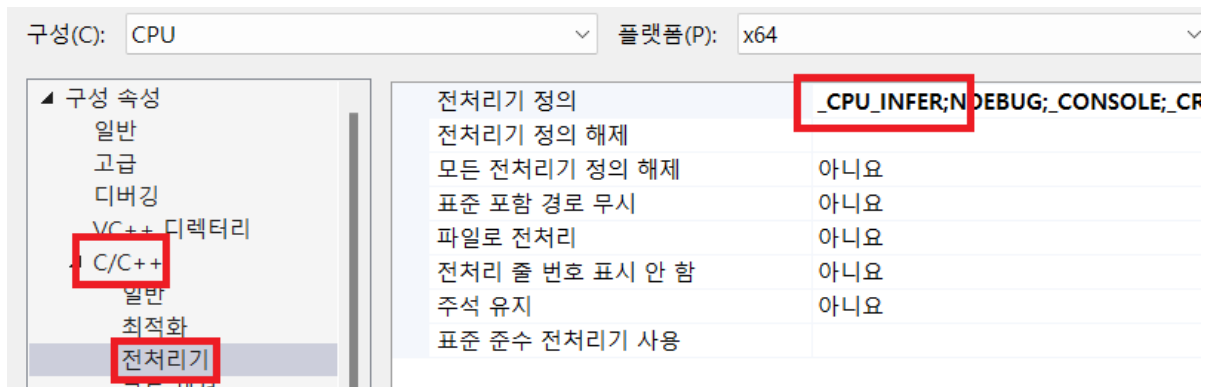 구성(C): CPU 플랫폼(P): x64
구성 속성
일반
고급
디버깅
VC++ 디렉터리
C/C++
일반
최적화
전처리기
전처리기 정의 _CPU_INFER;NDEBUG;_CONSOLE;_CR
전처리기 정의 해제
모든 전처리기 정의 해제 아니요
표준 포함 경로 무시 아니요
파일로 전처리 아니요
전처리 줄 번호 표시 안 함 아니요
주석 유지 아니요
표준 준수 전처리기 사용